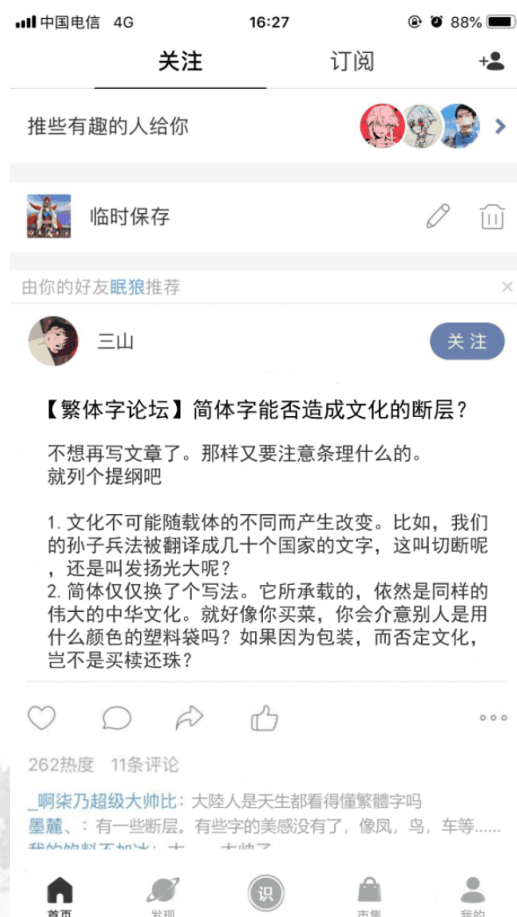 中国电信 4G 16:27 88%
关注 订阅
推些有趣的人给你
临时保存
由你的好友眠狼推荐
三山 关注
【繁体字论坛】简体字能否造成文化的断层？
不想再写文章了。那样又要注意条理什么的。
就列个提纲吧
1.文化不可能随载体的不同而产生改变。比如，我们
的孙子兵法被翻译成几十个国家的文字，这叫切断呢
，还是叫发扬光大呢？
2.简体仅仅换了个写法。它所承载的，依然是同样的
伟大的中华文化。就好像你买菜，你会介意别人是用
什么颜色的塑料袋吗？如果因为包装，而否定文化，
岂不是买椟还珠？
262热度 11条评论
_啊柒乃超级大帅比：大陸人是天生都看得懂繁體字吗
墨麓、：有一些断层。有些字的美感没有了，像凤，鸟，车等……
首页 发现 识 市集 我的